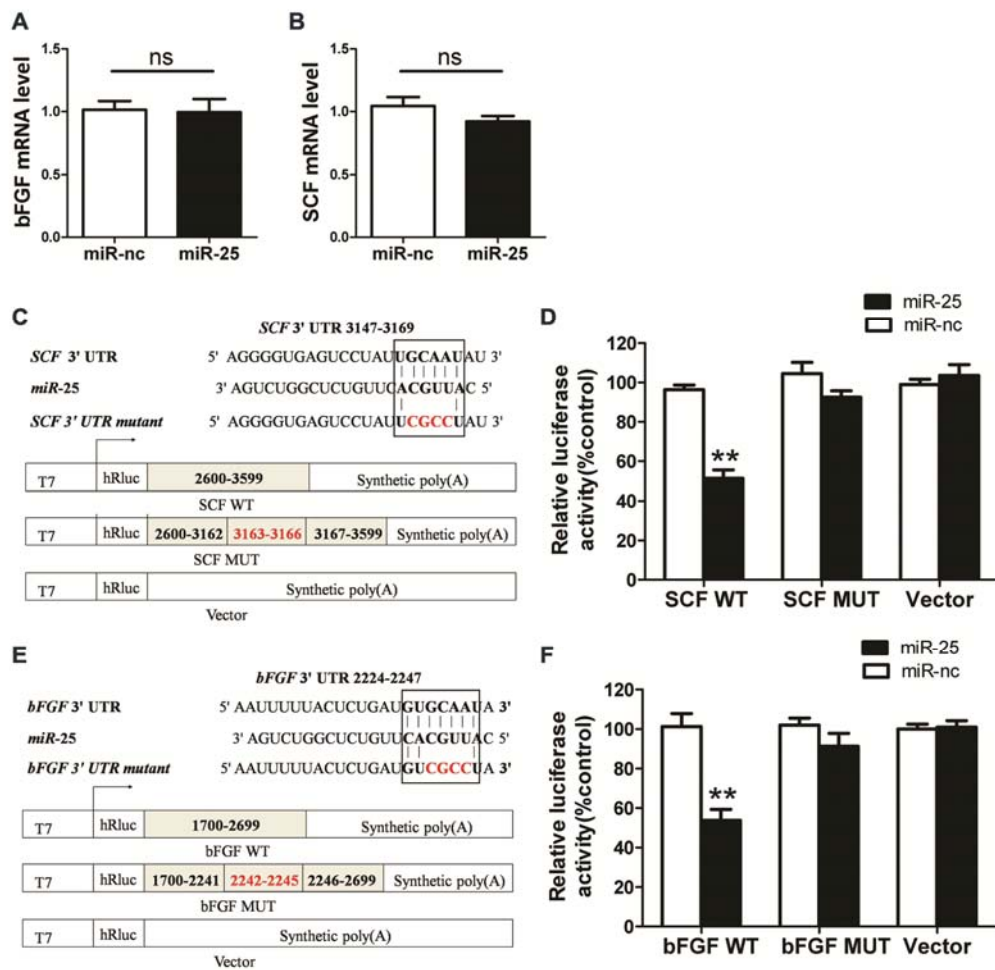 A
bFGF mRNA level
1.5
1.0
0.5
0.0
ns
miR-nc
miR-25
B
SCF mRNA level
1.5
1.0
0.5
0.0
ns
miR-nc
miR-25
C
SCF 3' UTR 3147-3169
SCF 3' UTR 5' AGGGGUGAGUCCUAUUGCAAUAU 3'
miR-25 3' AGUCUGGCUCUGUUCACGUUAC 5'
SCF 3' UTR mutant 5' AGGGGUGAGUCCUAUUCGCCUAU 3'
T7 hRluc 2600-3599 Synthetic poly(A)
SCF WT
T7 hRluc 2600-3162 3163-3166 3167-3599 Synthetic poly(A)
SCF MUT
T7 hRluc Synthetic poly(A)
Vector
D
miR-25
miR-nc
Relative luciferase
activity(%control)
120
100
80
60
40
20
0
**
SCF WT SCF MUT Vector
E
bFGF 3' UTR 2224-2247
bFGF 3' UTR 5' AAUUUUUACUCUGAUGUGCAAUA 3'
miR-25 3' AGUCUGGCUCUGUUCACGUUAC 5'
bFGF 3' UTR mutant 5' AAUUUUUACUCUGAUGUCGCCUA 3'
T7 hRluc 1700-2699 Synthetic poly(A)
bFGF WT
T7 hRluc 1700-2241 2242-2245 2246-2699 Synthetic poly(A)
bFGF MUT
T7 hRluc Synthetic poly(A)
Vector
F
miR-25
miR-nc
Relative luciferase
activity(%control)
120
100
80
60
40
20
0
**
bFGF WT bFGF MUT Vector